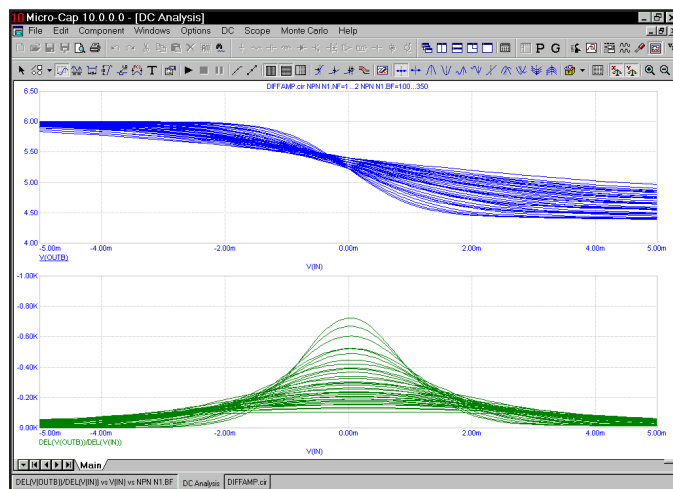 10 Micro-Cap 10.0.0.0 - [DC Analysis]
File Edit Component Windows Options DC Scope Monte Carlo Help
P G
T
DIFFAMP.cir NPN N1.NF=1...2 NPN N1.BF=100...350
6.50
6.00
5.50
5.00
4.50
4.00
-5.00m -4.00m -2.00m 0.00m 2.00m 4.00m 5.00m
V(OUTB)
V(IN)
-1.00K
-0.80K
-0.60K
-0.40K
-0.20K
0.00K
-5.00m -4.00m -2.00m 0.00m 2.00m 4.00m 5.00m
DEL(V(OUTB))/DEL(V(IN))
V(IN)
Main
DEL(V(OUTB))/DEL(V(IN)) vs V(IN) vs NPN N1.BF DC Analysis DIFFAMP.cir